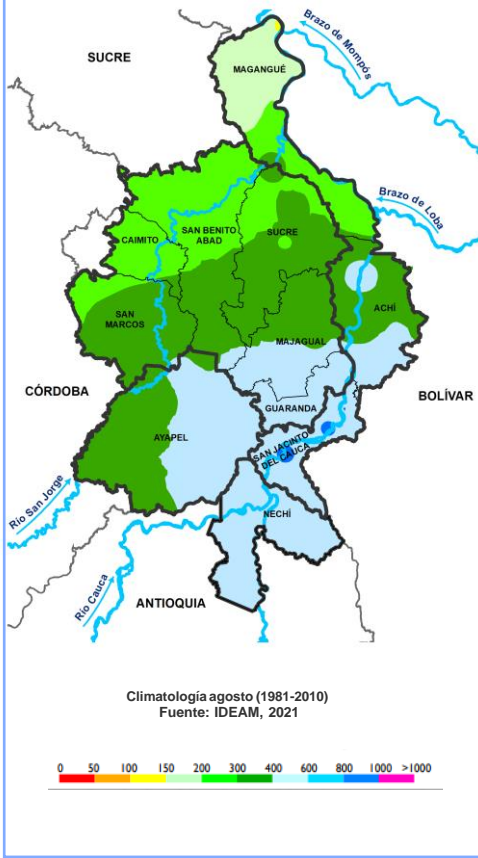 Brazo de Mompós
SUCRE
MAGANGUÉ
Brazo de Loba
SAN BENITO
ABAD
SUCRE
CAIMITO
ACHÍ
SAN
MARCOS
MAJAGUAL
CÓRDOBA
BOLÍVAR
GUARANDA
AYAPEL
SAN JACINTO
DEL CAUCA
Río San Jorge
NECHÍ
Río Cauca
ANTIOQUIA
Climatología agosto (1981-2010)
Fuente: IDEAM, 2021
0 50 100 150 200 300 400 600 800 1000 >1000